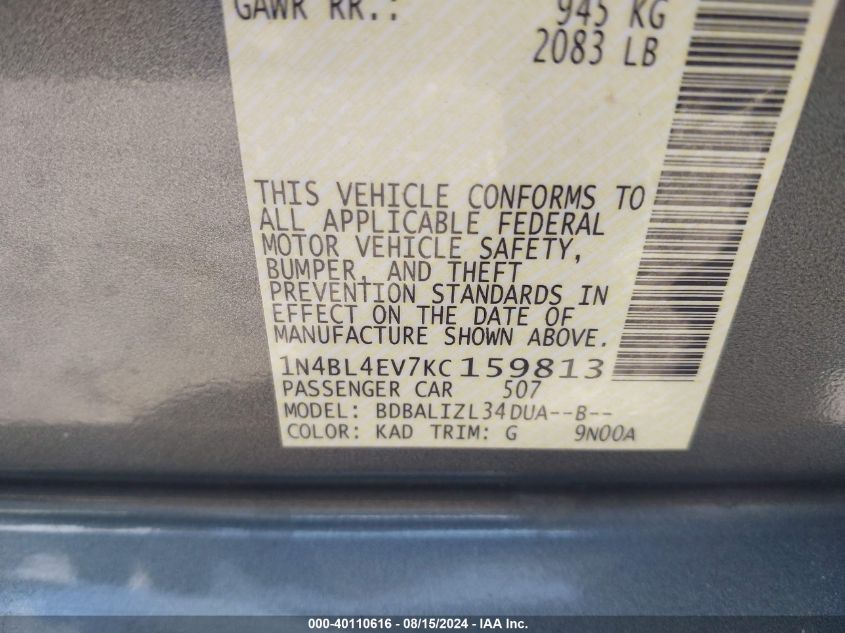 GAWR RR.: 945 KG
2083 LB
THIS VEHICLE CONFORMS TO
ALL APPLICABLE FEDERAL
MOTOR VEHICLE SAFETY,
BUMPER, AND THEFT
PREVENTION STANDARDS IN
EFFECT ON THE DATE OF
MANUFACTURE SHOWN ABOVE.
1N4BL4EV7KC159813
PASSENGER CAR 507
MODEL: BDBALIZL34DUA--B--
COLOR: KAD TRIM: G 9N00A
000-40110616 - 08/15/2024 - IAA Inc.